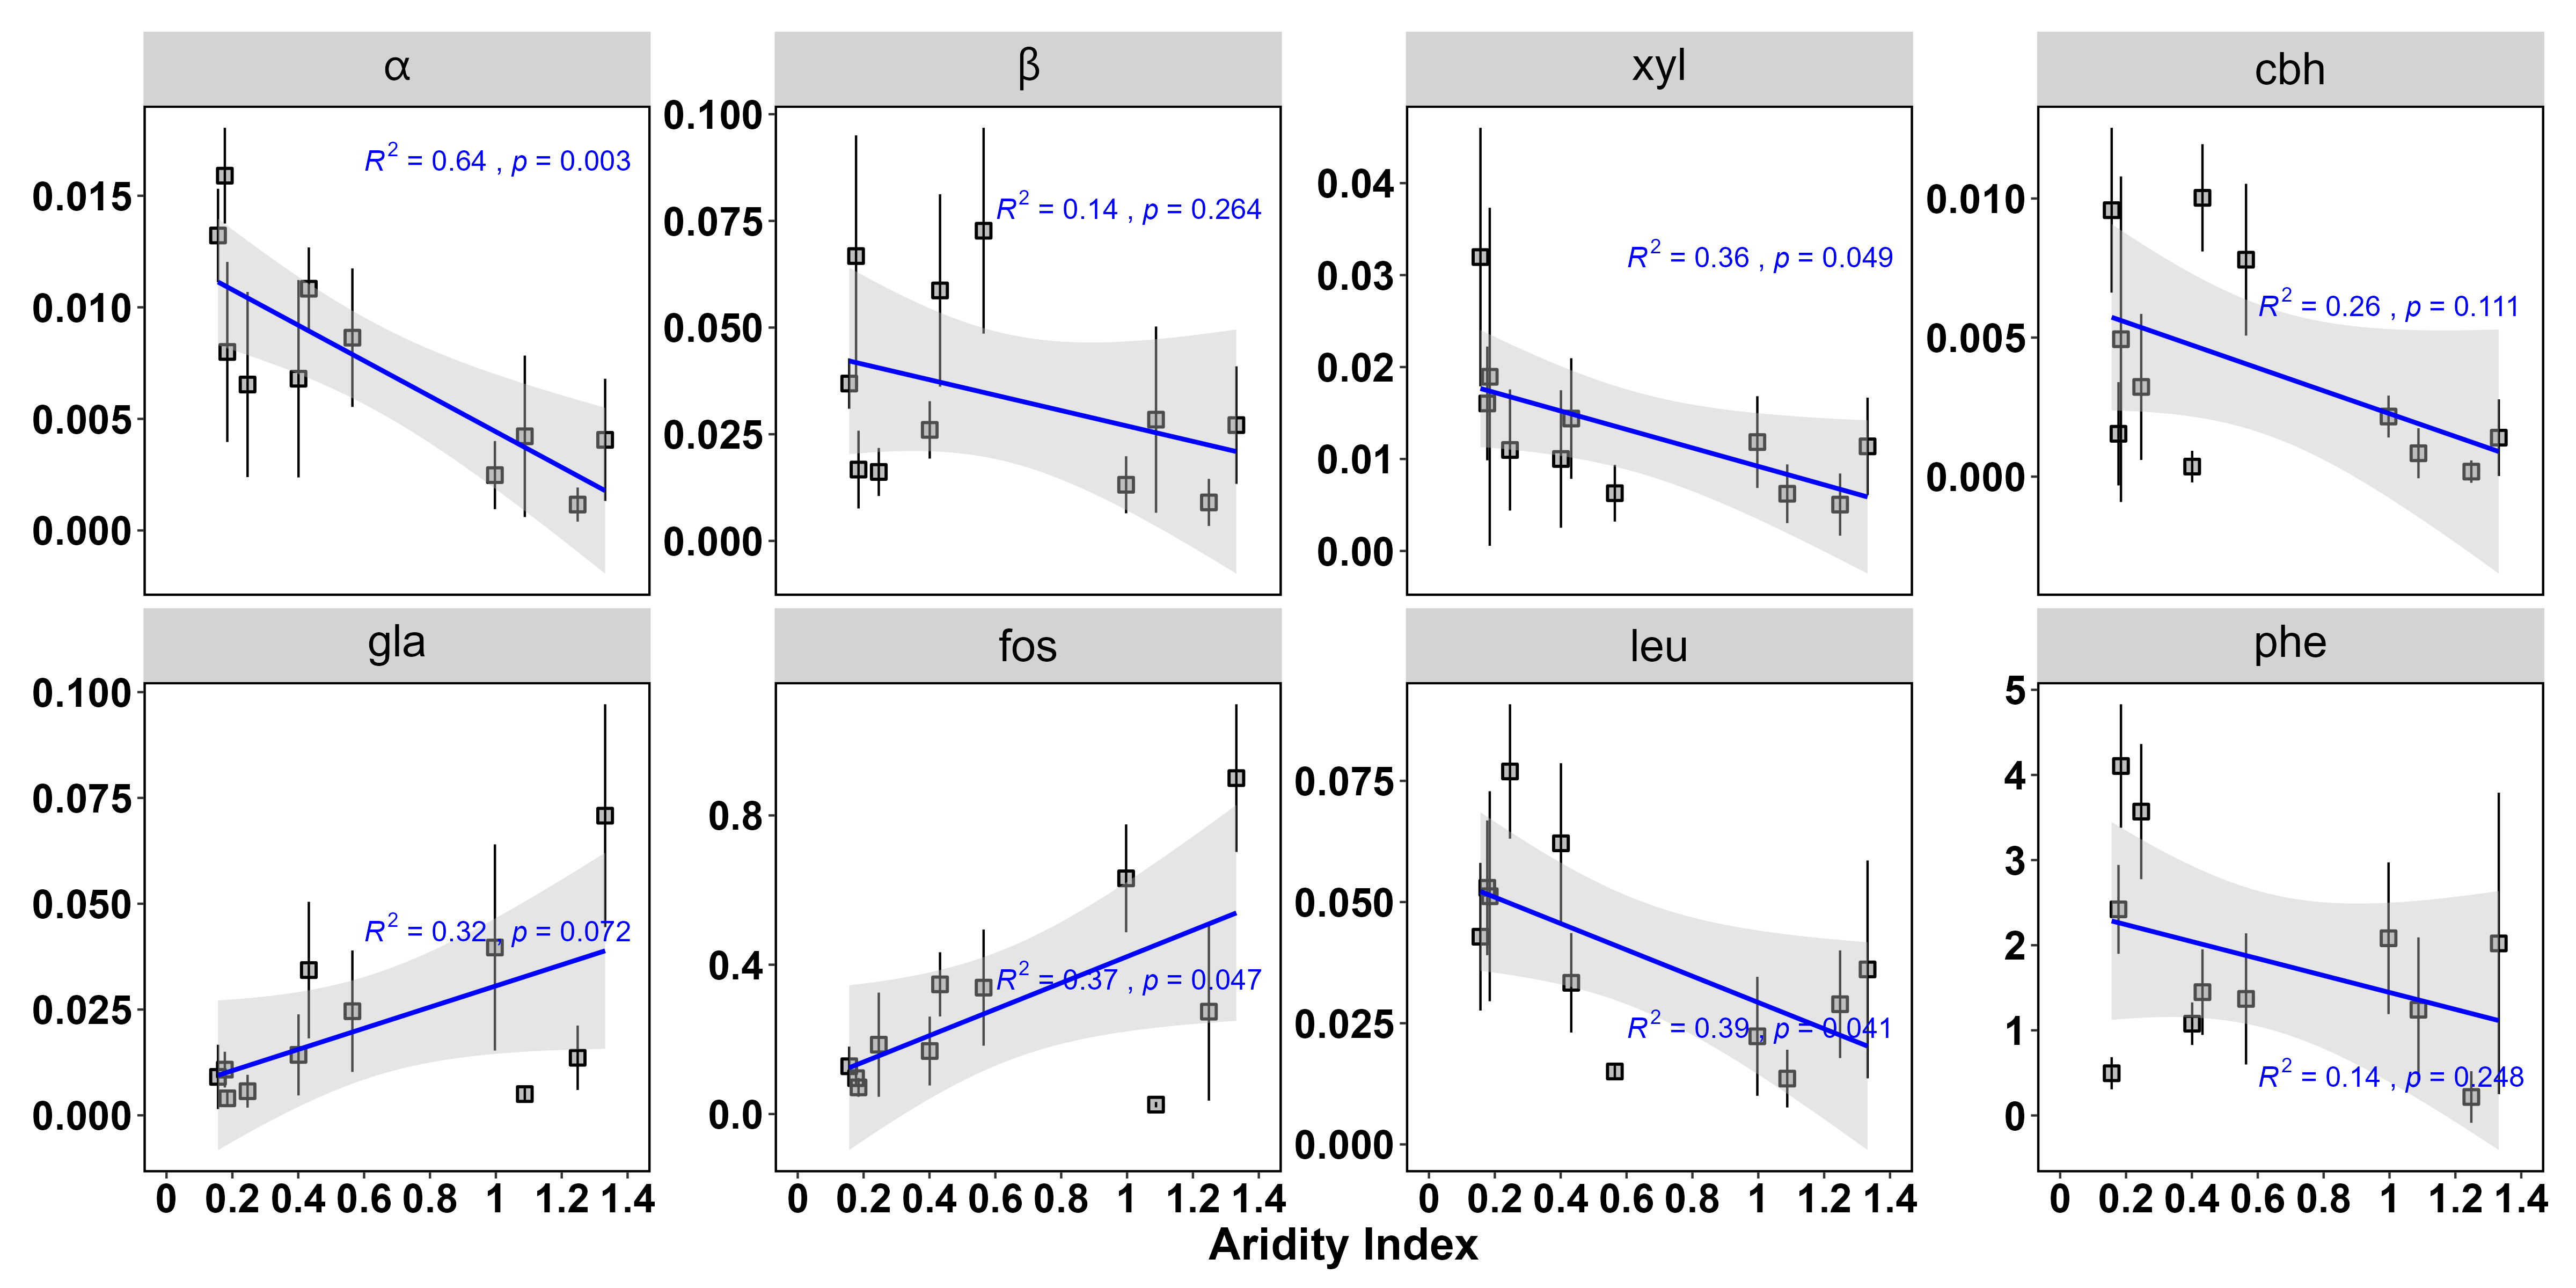 α β xyl cbh
0.100
0.015 R² = 0.64 , p = 0.003 0.075 R² = 0.14 , p = 0.264 0.04 R² = 0.36 , p = 0.049 0.010 R² = 0.26 , p = 0.111
0.010 0.050 0.03 0.005
0.005 0.025 0.02 0.000
0.000 0.000 0.01
0.00
gla fos leu phe
0.100 5
0.075 0.8 0.075 4
0.050 R² = 0.32 , p = 0.072 0.4 R² = 0.37 , p = 0.047 0.050 3
0.025 0.0 0.025 R² = 0.39 , p = 0.041 2
0.000 0.000 1 R² = 0.14 , p = 0.248
0
0 0.2 0.4 0.6 0.8 1 1.2 1.4 0 0.2 0.4 0.6 0.8 1 1.2 1.4 0 0.2 0.4 0.6 0.8 1 1.2 1.4 0 0.2 0.4 0.6 0.8 1 1.2 1.4
Aridity Index